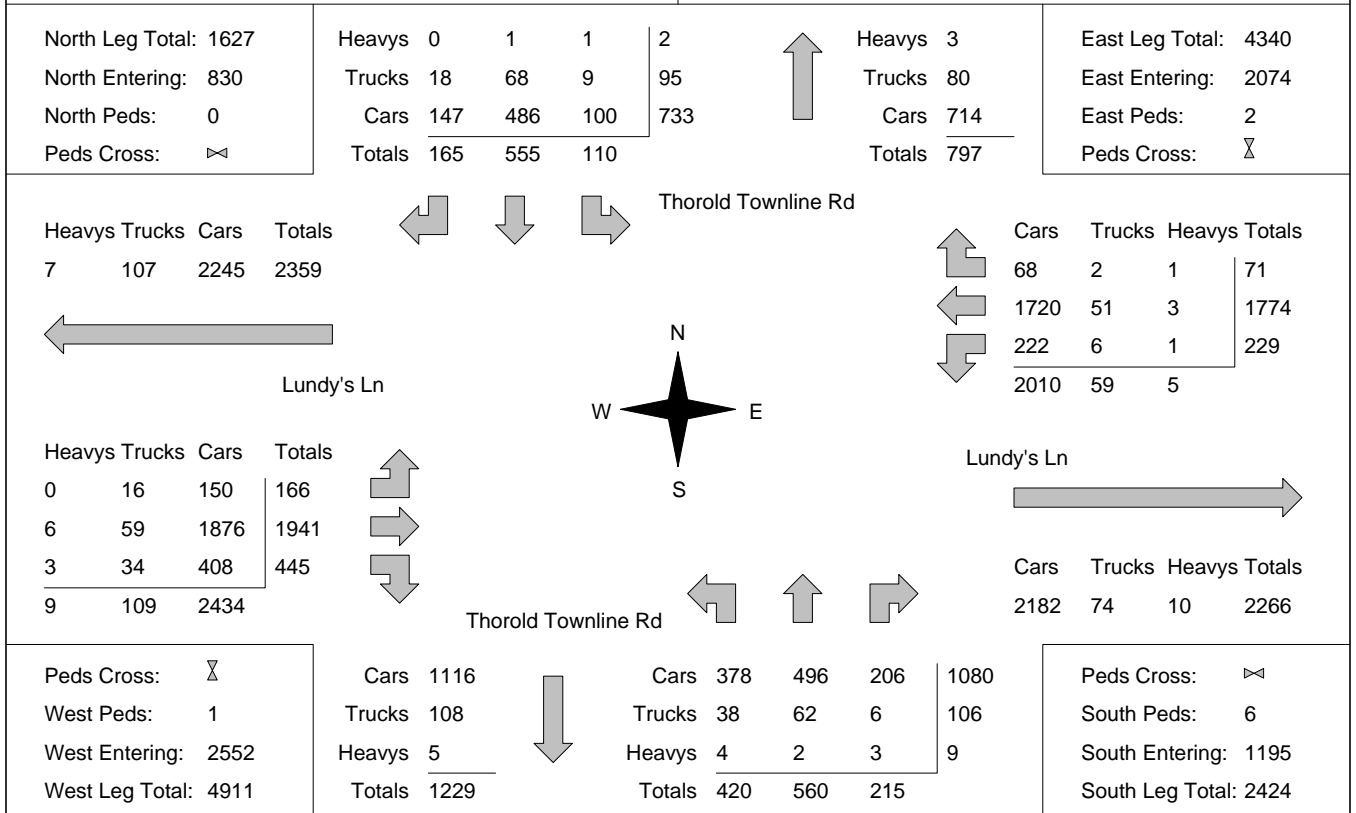 North Leg Total: 1627
North Entering: 830
North Peds: 0
Peds Cross:
Heavys 0 1 1 2
Trucks 18 68 9 95
Cars 147 486 100 733
Totals 165 555 110
Heavys 3
Trucks 80
Cars 714
Totals 797
East Leg Total: 4340
East Entering: 2074
East Peds: 2
Peds Cross:
Thorold Townline Rd
Heavys Trucks Cars Totals
7 107 2245 2359
Cars Trucks Heavys Totals
68 2 1 71
1720 51 3 1774
222 6 1 229
2010 59 5
Lundy's Ln
N
W E
S
Heavys Trucks Cars Totals
0 16 150 166
6 59 1876 1941
3 34 408 445
9 109 2434
Lundy's Ln
Cars Trucks Heavys Totals
2182 74 10 2266
Thorold Townline Rd
Peds Cross:
West Peds: 1
West Entering: 2552
West Leg Total: 4911
Cars 1116
Trucks 108
Heavys 5
Totals 1229
Cars 378 496 206 1080
Trucks 38 62 6 106
Heavys 4 2 3 9
Totals 420 560 215
Peds Cross:
South Peds: 6
South Entering: 1195
South Leg Total: 2424